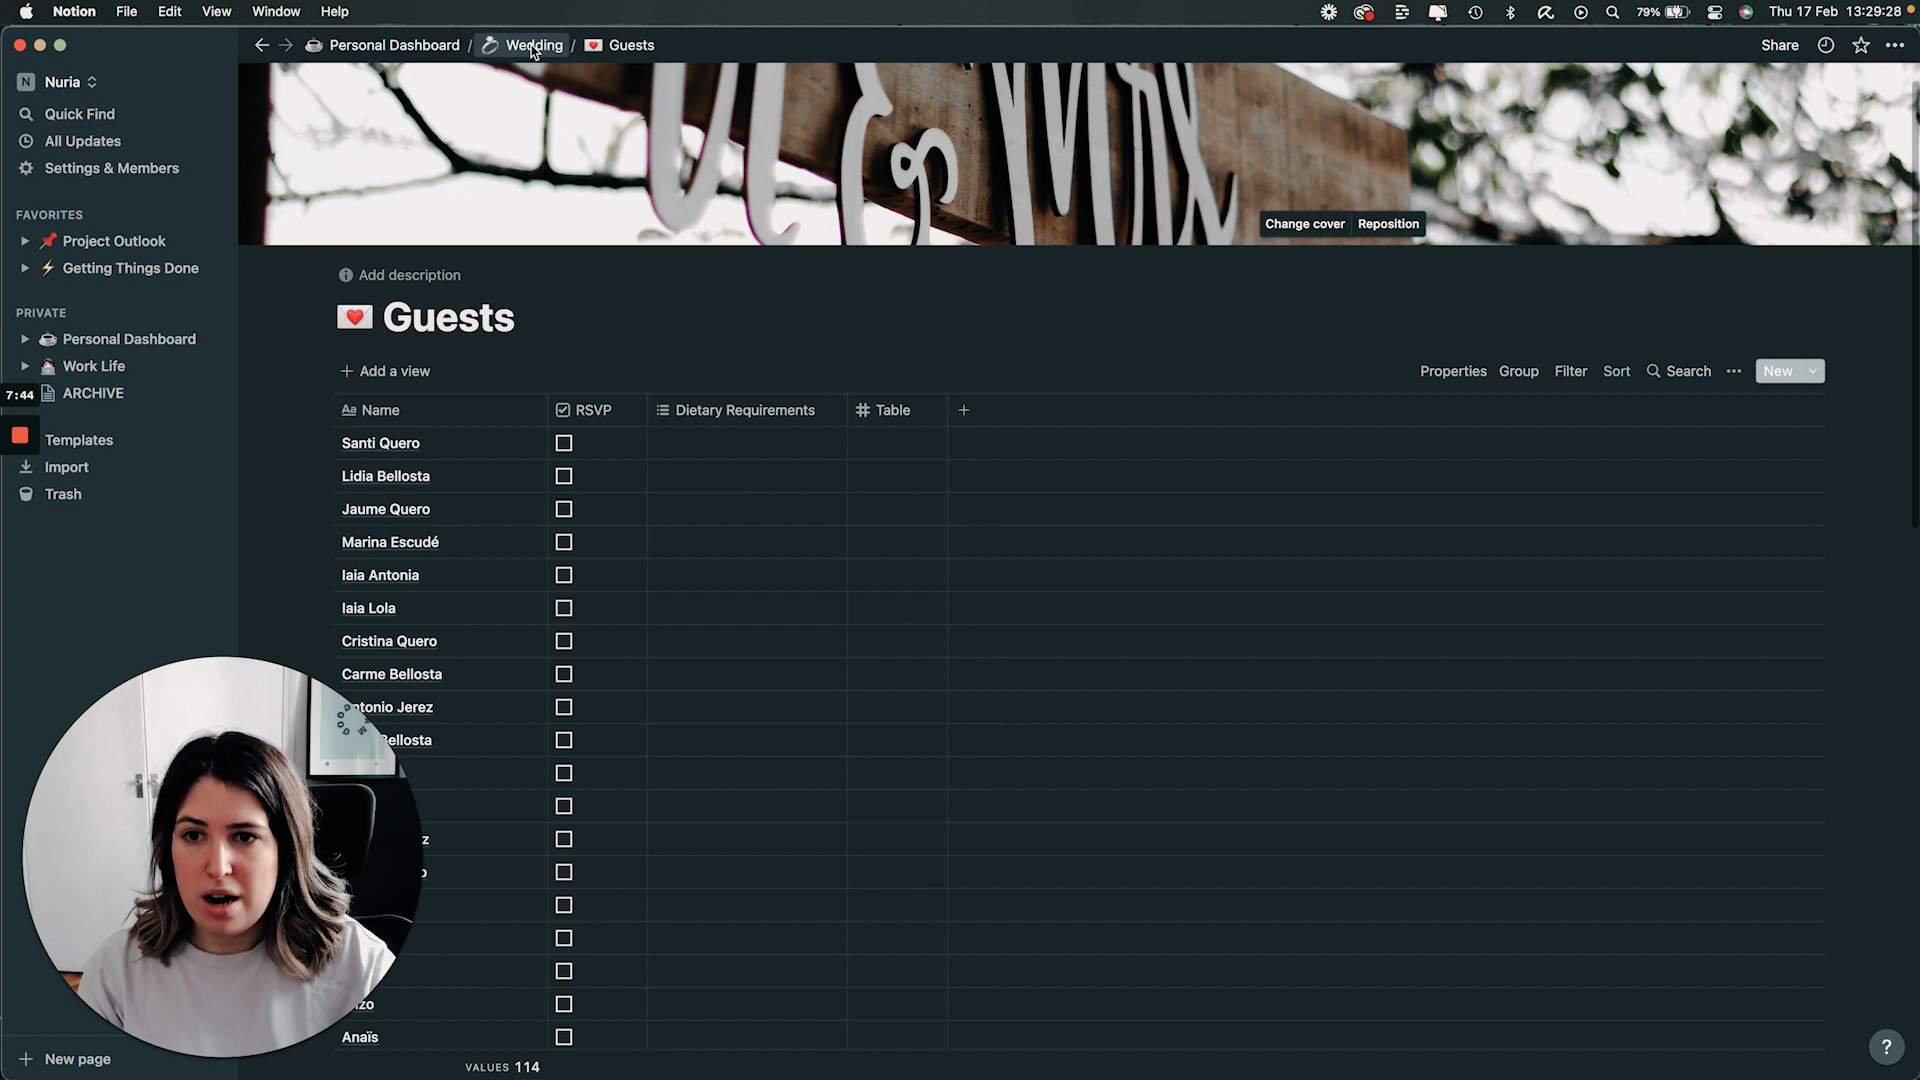 Notion File Edit View Window Help 79% Thu 17 Feb 13:29:28
Personal Dashboard / Wedding / Guests Share
N Nuria
Quick Find
All Updates
Settings & Members
FAVORITES
Project Outlook
Getting Things Done
PRIVATE
Personal Dashboard
Work Life
7:44 ARCHIVE
Templates
Import
Trash
New page
& Mrs
Change cover Reposition
Add description
Guests
Add a view Properties Group Filter Sort Search New
Aa Name RSVP Dietary Requirements Table
Santi Quero
Lidia Bellosta
Jaume Quero
Marina Escudé
Iaia Antonia
Iaia Lola
Cristina Quero
Carme Bellosta
ntonio Jerez
Bellosta
z
Anaïs
VALUES 114
?